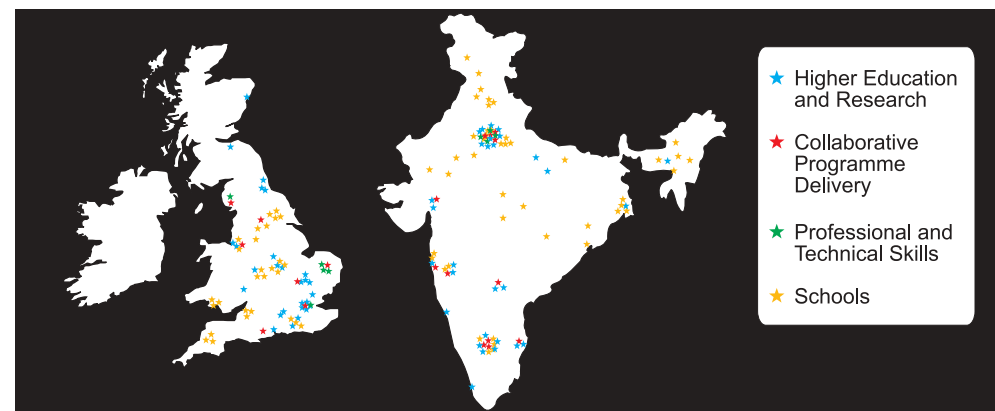 Higher Education
and Research
Collaborative
Programme
Delivery
Professional and
Technical Skills
Schools